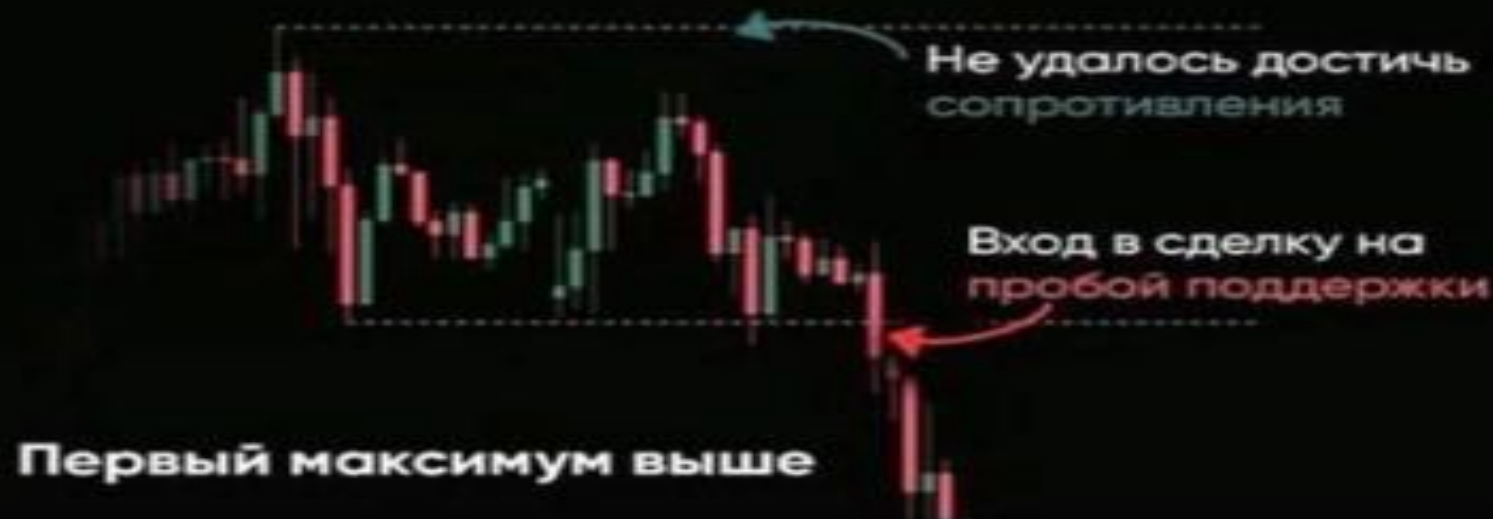 Не удалось достичь
сопротивления
Вход в сделку на
пробой поддержки
Первый максимум выше